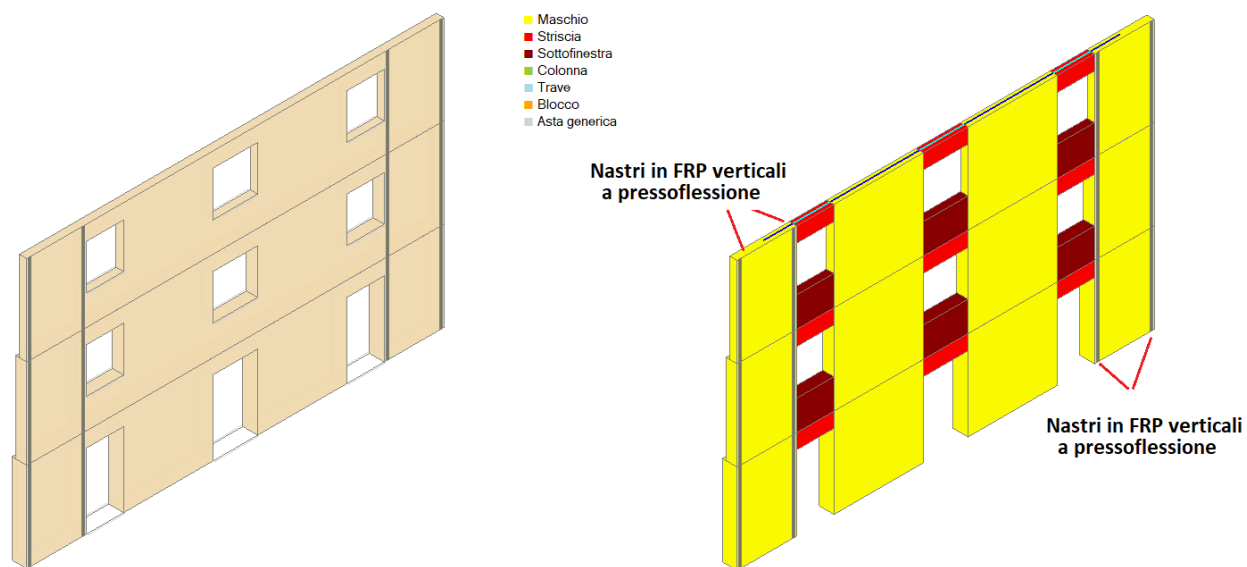 Maschio
Striscia
Sottofinestra
Colonna
Trave
Blocco
Asta generica
Nastri in FRP verticali
a pressoflessione
Nastri in FRP verticali
a pressoflessione